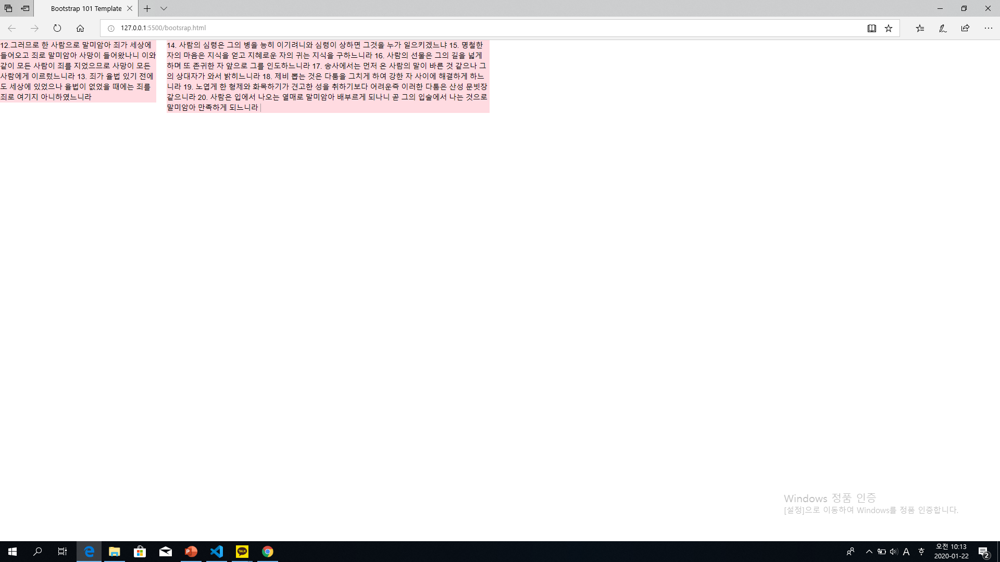 Bootstrap 101 Template
127.0.0.1:5500/bootsrap.html
12.그러므로 한 사람으로 말미암아 죄가 세상에
들어오고 죄로 말미암아 사망이 들어왔나니 이와
같이 모든 사람이 죄를 지었으므로 사망이 모든
사람에게 이르렀느니라 13. 죄가 율법 있기 전에
도 세상에 있었으나 율법이 없었을 때에는 죄를
죄로 여기지 아니하였느니라
14. 사람의 심령은 그의 병을 능히 이기려니와 심령이 상하면 그것을 누가 일으키겠느냐 15. 명철한
자의 마음은 지식을 얻고 지혜로운 자의 귀는 지식을 구하느니라 16. 사람의 선물은 그의 길을 넓게
하며 또 존귀한 자 앞으로 그를 인도하느니라 17. 송사에서는 먼저 온 사람의 말이 바른 것 같으나 그
의 상대자가 와서 밝히느니라 18. 제비 뽑는 것은 다툼을 그치게 하여 강한 자 사이에 해결하게 하느
니라 19. 노엽게 한 형제와 화목하기가 견고한 성을 취하기보다 어려운즉 이러한 다툼은 산성 문빗장
같으니라 20. 사람은 입에서 나오는 열매로 말미암아 배부르게 되나니 곧 그의 입술에서 나는 것으로
말미암아 만족하게 되느니라
Windows 정품 인증
[설정]으로 이동하여 Windows를 정품 인증합니다.
TALK
A 추
오전 10:13
2020-01-22
2